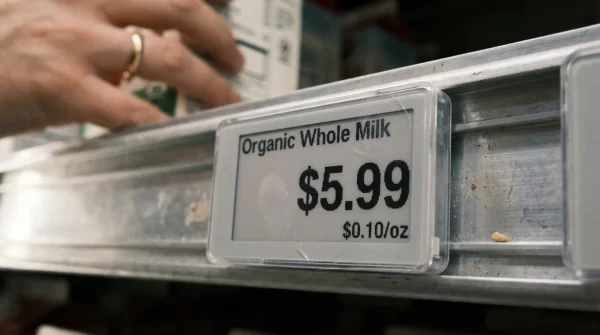 Organic Whole Milk
$5.99
$0.10/oz